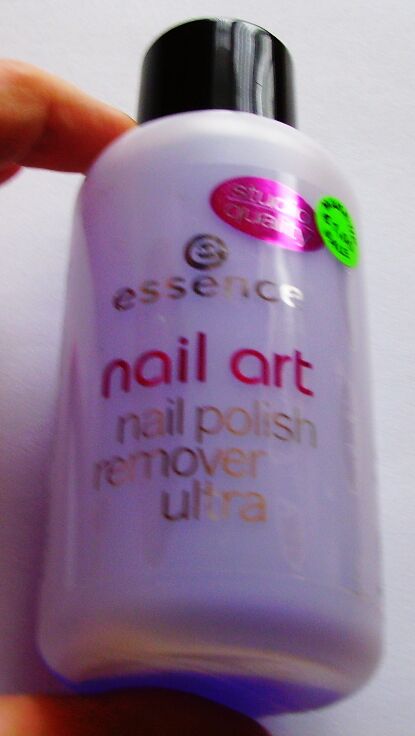 studio
quality
essence
nail art
nail polish
remover
ultra